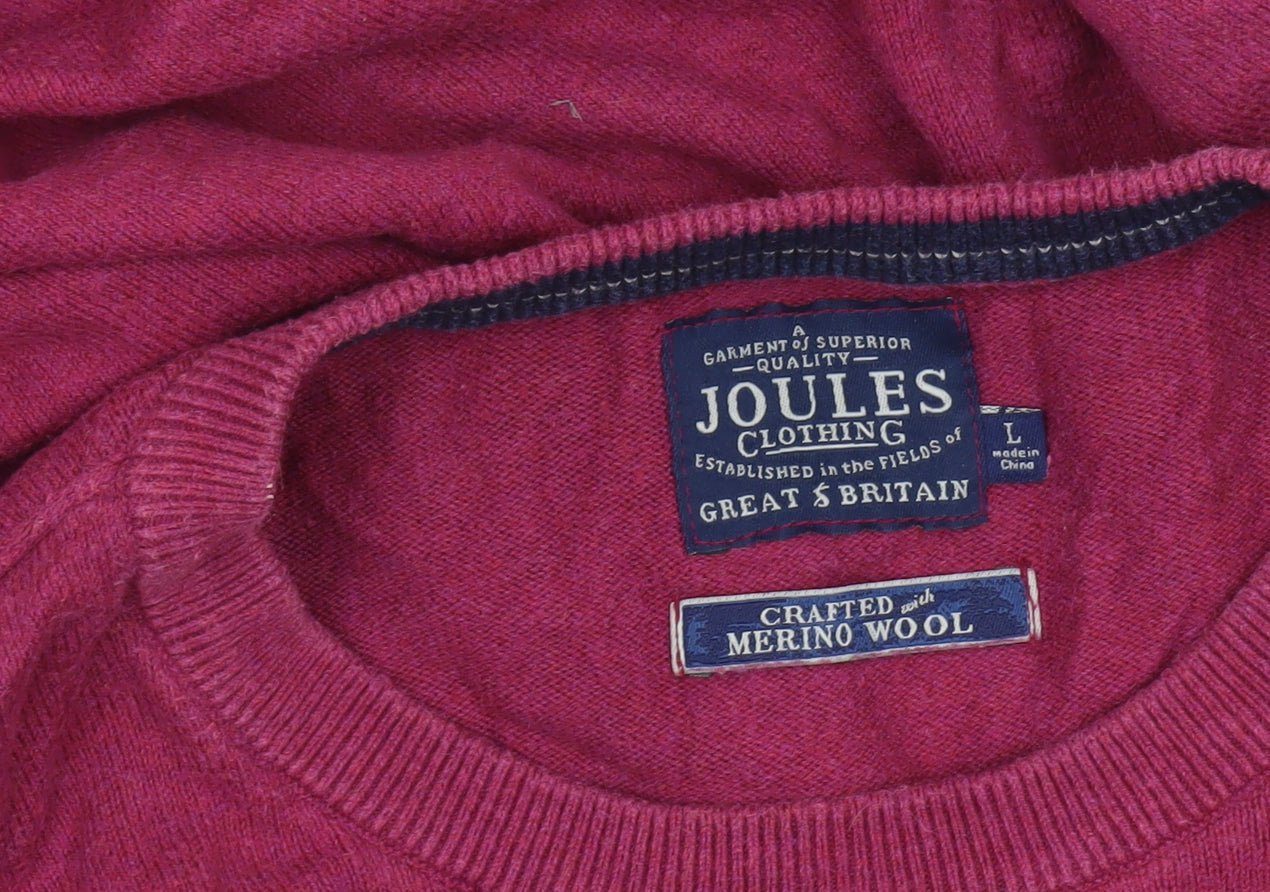 A
GARMENT of SUPERIOR
QUALITY
JOULES
CLOTHING
ESTABLISHED in the FIELDS of
GREAT BRITAIN
L
made in
China
CRAFTED with
MERINO WOOL